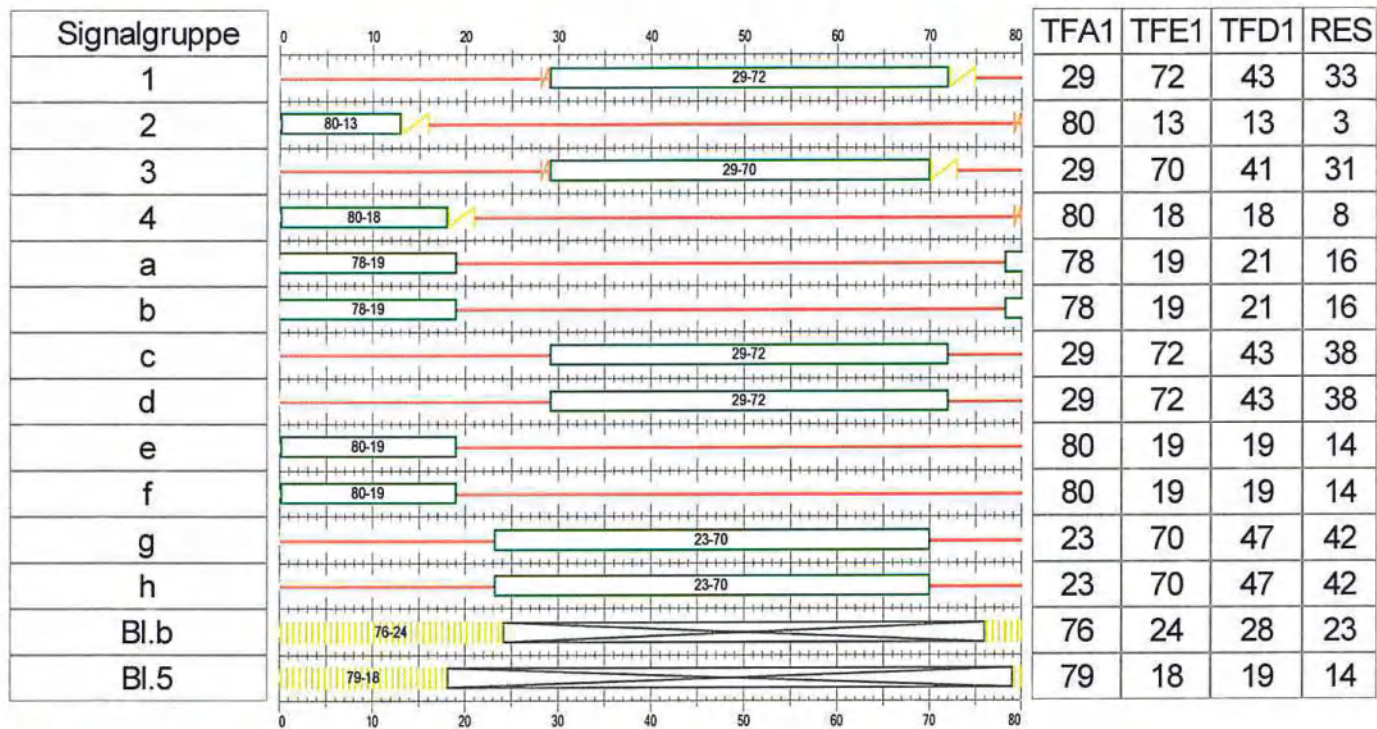 Signalgruppe 0 10 20 30 40 50 60 70 80 TFA1 TFE1 TFD1 RES
1 29-72 29 72 43 33
2 80-13 80 13 13 3
3 29-70 29 70 41 31
4 80-18 80 18 18 8
a 78-19 78 19 21 16
b 78-19 78 19 21 16
c 29-72 29 72 43 38
d 29-72 29 72 43 38
e 80-19 80 19 19 14
f 80-19 80 19 19 14
g 23-70 23 70 47 42
h 23-70 23 70 47 42
Bl.b 76-24 76 24 28 23
Bl.5 79-18 79 18 19 14
0 10 20 30 40 50 60 70 80